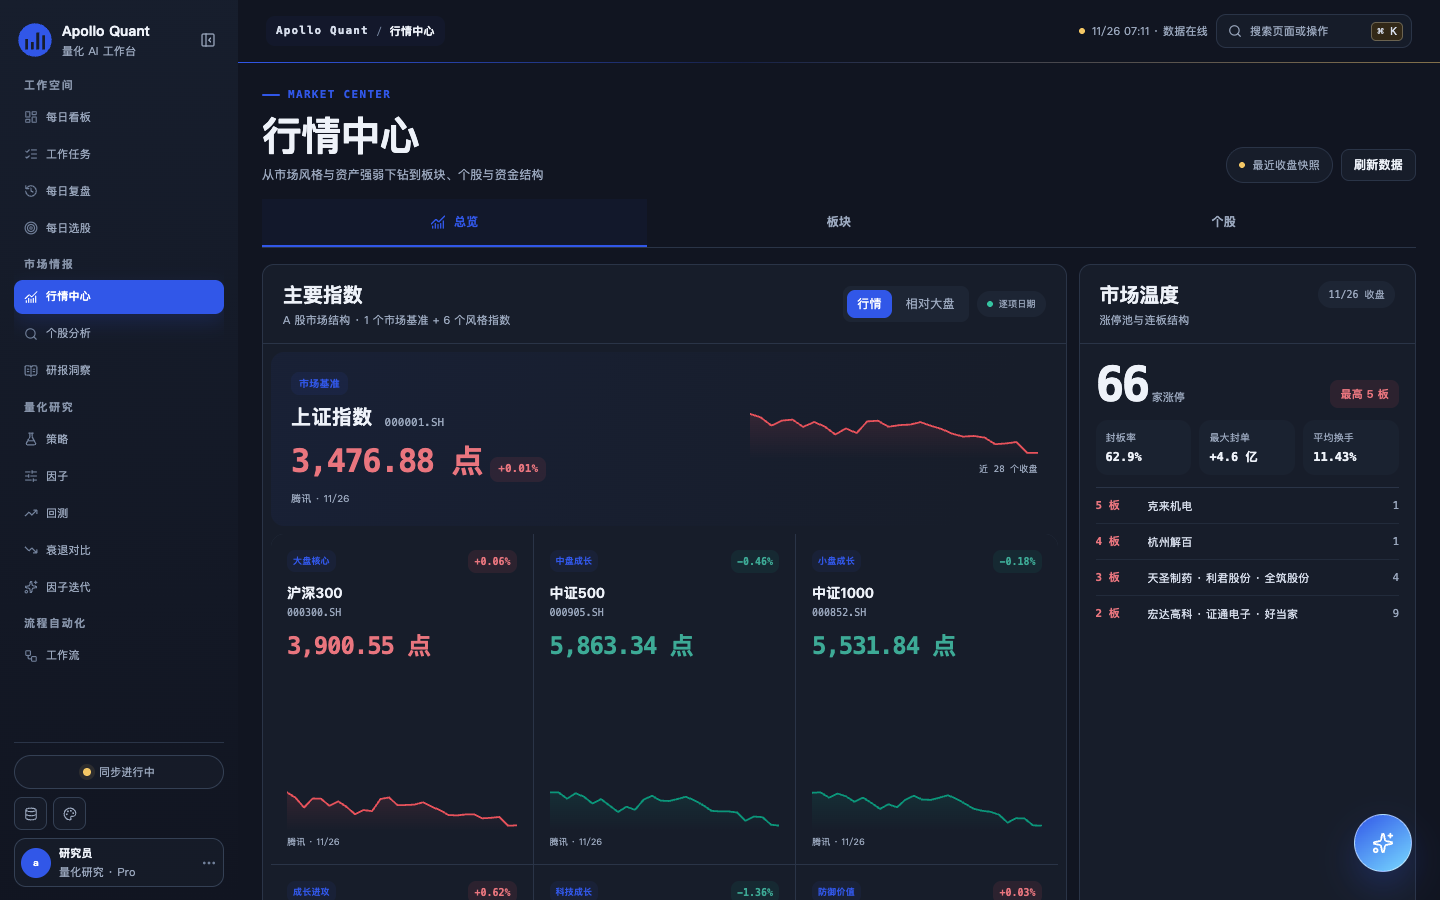 Apollo Quant
量化 AI 工作台
工作空间
每日看板
工作任务
每日复盘
每日选股
市场情报
行情中心
个股分析
研报洞察
量化研究
策略
因子
回测
衰退对比
因子迭代
流程自动化
工作流
同步进行中
a
研究员
量化研究 · Pro
Apollo Quant / 行情中心
11/26 07:11 · 数据在线
搜索页面或操作
⌘ K
MARKET CENTER
行情中心
从市场风格与资产强弱下钻到板块、个股与资金结构
最近收盘快照
刷新数据
总览
板块
个股
主要指数
A 股市场结构 · 1 个市场基准 + 6 个风格指数
行情
相对大盘
逐项日期
市场基准
上证指数 000001.SH
3,476.88 点 +0.01%
腾讯 · 11/26
近 28 个收盘
大盘核心 +0.06%
沪深300
000300.SH
3,900.55 点
腾讯 · 11/26
中盘成长 −0.46%
中证500
000905.SH
5,863.34 点
腾讯 · 11/26
小盘成长 −0.18%
中证1000
000852.SH
5,531.84 点
腾讯 · 11/26
成长进攻 +0.62%
科技成长 −1.36%
防御价值 +0.03%
市场温度
11/26 收盘
涨停池与连板结构
66 家涨停
最高 5 板
封板率
62.9%
最大封单
+4.6 亿
平均换手
11.43%
5 板 克来机电 1
4 板 杭州解百 1
3 板 天圣制药 · 利君股份 · 全筑股份 4
2 板 宏达高科 · 证通电子 · 好当家 9